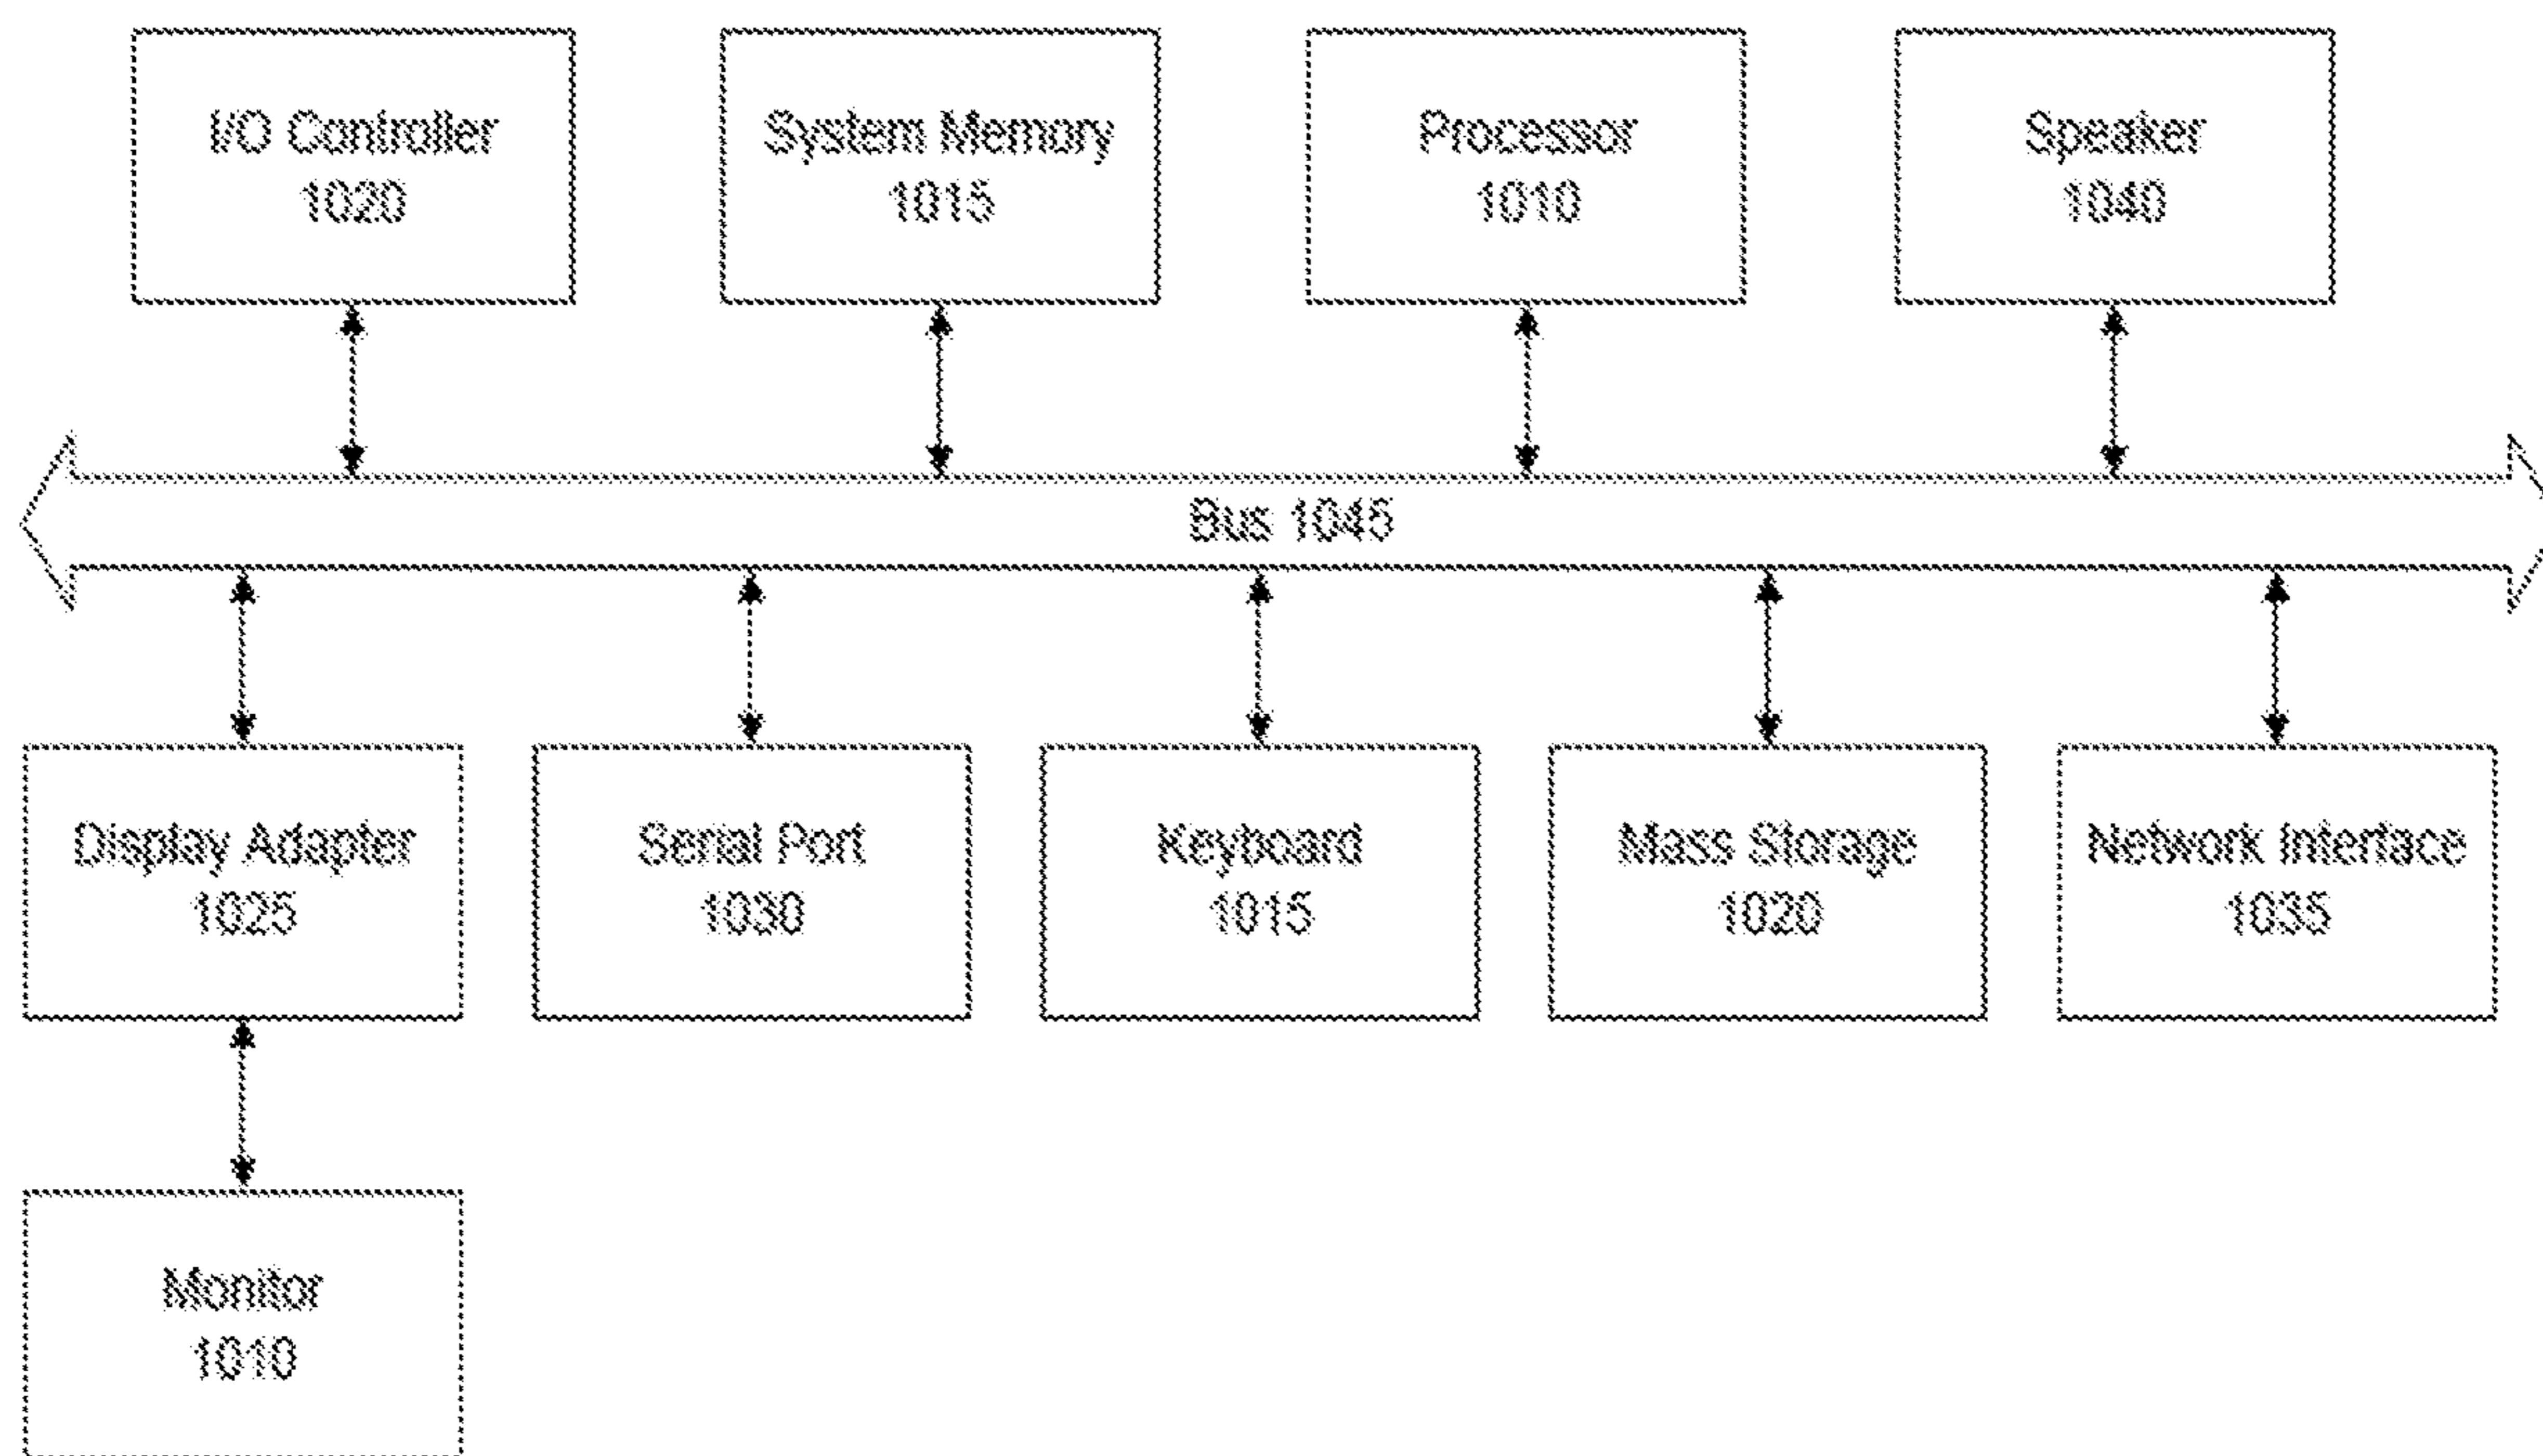 I/O Controller
1020
System Memory
1015
Processor
1010
Speaker
1040
Bus 1045
Display Adapter
1025
Serial Port
1030
Keyboard
1015
Mass Storage
1020
Network Interface
1035
Monitor
1010